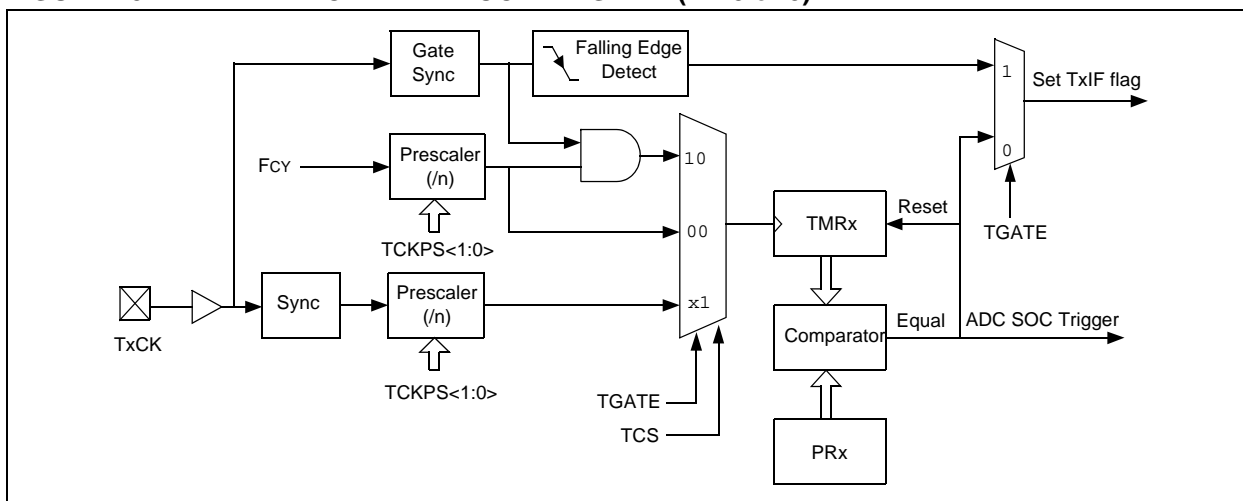 Gate
Sync
Falling Edge
Detect
1
Set TxIF flag
0
TGATE
FCY
Prescaler
(/n)
TCKPS<1:0>
10
00
x1
TMRx
Reset
TxCK
Sync
Prescaler
(/n)
TCKPS<1:0>
Comparator
Equal
ADC SOC Trigger
TGATE
TCS
PRx